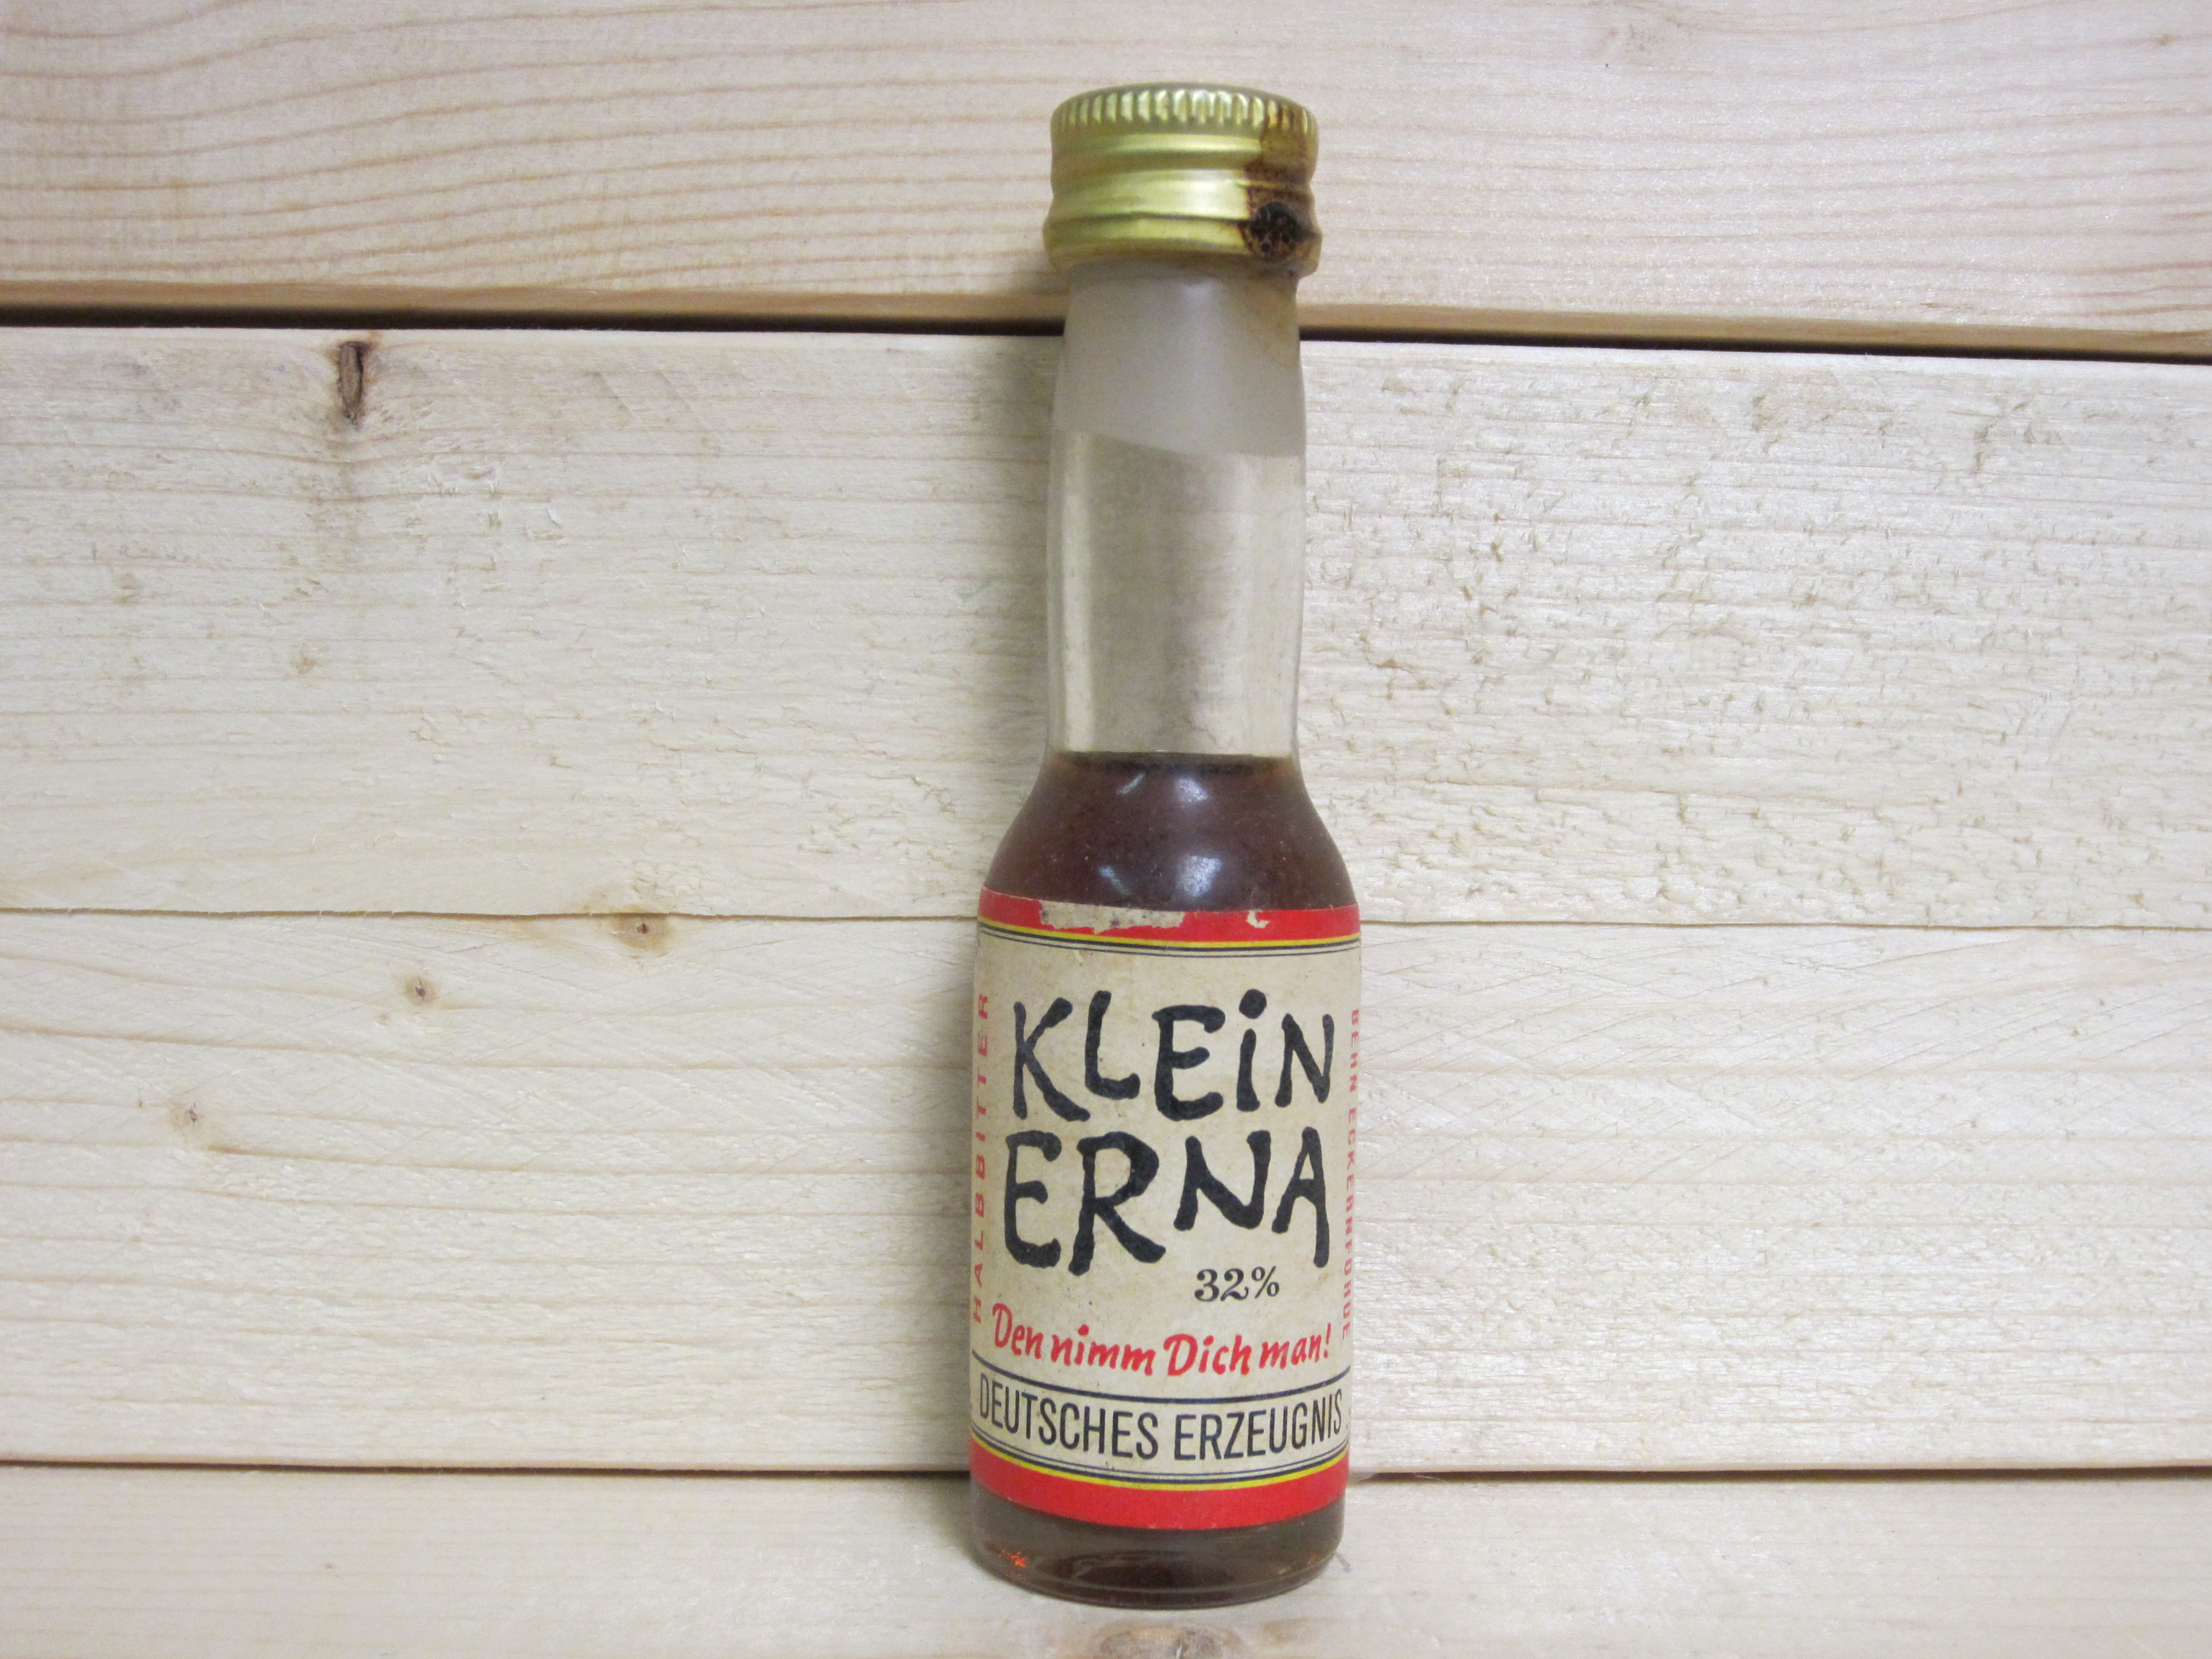 KLEiN
ERNA
32%
Den nimm Dich man!
DEUTSCHES ERZEUGNIS
HALBBITTER
BEHN ECKERNFÖRDE